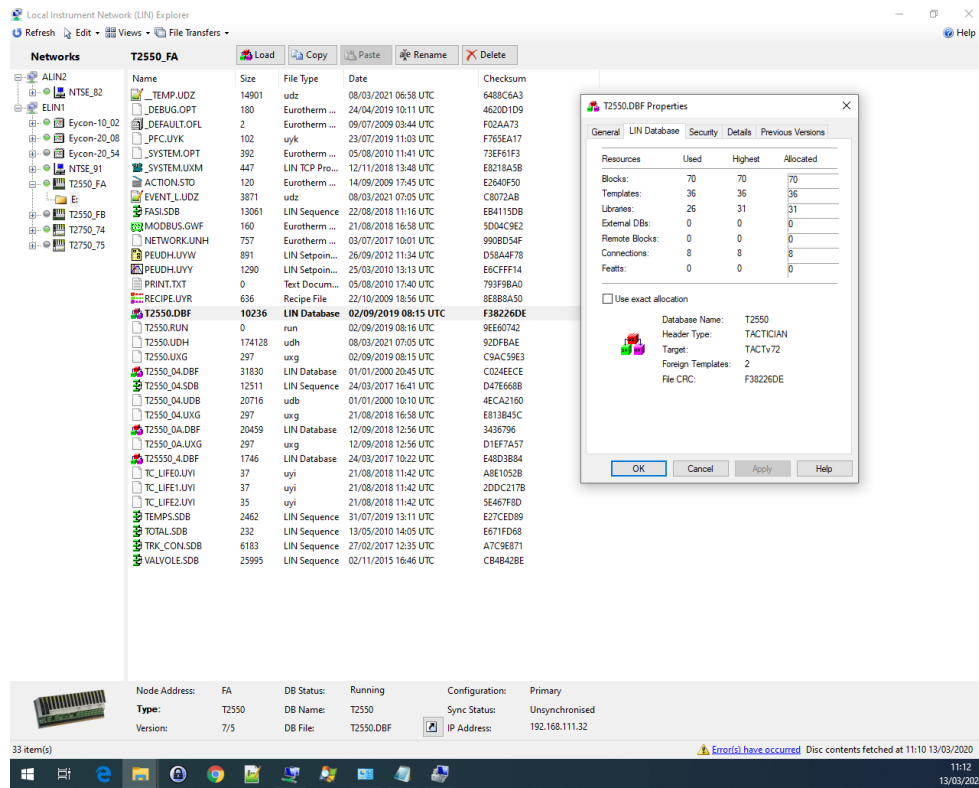 Local Instrument Network (LIN) Explorer
Refresh Edit Views File Transfers Help
Networks T2550_FA Load Copy Paste Rename Delete
ALIN2
NTSE_82
ELIN1
Eycon-10_02
Eycon-20_08
Eycon-20_54
NTSE_91
T2550_FA
E:
T2550_FB
T2750_74
T2750_75
Name Size File Type Date Checksum
__TEMP.UDZ 14901 udz 08/03/2021 06:58 UTC 6488C6A3
_DEBUG.OPT 180 Eurotherm ... 24/04/2019 10:11 UTC 4620D1D9
_DEFAULT.OFL 2 Eurotherm ... 09/07/2009 03:44 UTC F02AA73
_PFC.UYK 102 uyk 23/07/2019 11:03 UTC F765EA17
_SYSTEM.OPT 392 Eurotherm ... 05/08/2010 11:41 UTC 73EF61F3
_SYSTEM.UXM 447 LIN TCP Pro... 12/11/2018 13:48 UTC E8218A5B
ACTION.STO 120 Eurotherm ... 14/09/2009 17:45 UTC E2640F50
EVENT_L.UDZ 3871 udz 08/03/2021 07:05 UTC C8072AB
FASI.SDB 13061 LIN Sequence 22/08/2018 11:16 UTC EB4115DB
MODBUS.GWF 160 Eurotherm ... 21/08/2018 16:58 UTC 5D04C9E2
NETWORK.UNH 757 Eurotherm ... 03/07/2017 10:01 UTC 990BD54F
PEUDH.UYW 891 LIN Setpoin... 26/09/2012 11:34 UTC D58A4F78
PEUDH.UYY 1290 LIN Setpoin... 25/03/2010 13:13 UTC E6CFFF14
PRINT.TXT 0 Text Docum... 05/08/2010 17:40 UTC 793F9BA0
RECIPE.UYR 636 Recipe File 22/10/2009 18:56 UTC 8E8B8A50
T2550.DBF 10236 LIN Database 02/09/2019 08:15 UTC F38226DE
T2550.RUN 0 run 02/09/2019 08:16 UTC 9EE60742
T2550.UDH 174128 udh 08/03/2021 07:05 UTC 92DFBAE
T2550.UXG 297 uxg 02/09/2019 08:15 UTC C9AC59E3
T2550_04.DBF 31830 LIN Database 01/01/2000 20:45 UTC C024EECE
T2550_04.SDB 12511 LIN Sequence 24/03/2017 16:41 UTC D47E668B
T2550_04.UDB 20716 udb 01/01/2000 10:10 UTC 4ECA2160
T2550_04.UXG 297 uxg 21/08/2018 16:58 UTC E813B45C
T2550_0A.DBF 20459 LIN Database 12/09/2018 12:56 UTC 3436796
T2550_0A.UXG 297 uxg 12/09/2018 12:56 UTC D1EF7A57
T2550_4.DBF 1746 LIN Database 24/03/2017 10:22 UTC E48D3B84
TC_LIFE0.UYI 37 uyi 21/08/2018 11:42 UTC A8E1052B
TC_LIFE1.UYI 37 uyi 21/08/2018 11:42 UTC 2DDC217B
TC_LIFE2.UYI 35 uyi 21/08/2018 11:42 UTC 5E467F8D
TEMPS.SDB 2462 LIN Sequence 31/07/2019 13:11 UTC E27CED89
TOTAL.SDB 232 LIN Sequence 13/05/2010 14:05 UTC E671FD68
TRK_CON.SDB 6183 LIN Sequence 27/02/2017 12:35 UTC A7C9E871
VALVOLE.SDB 25995 LIN Sequence 02/11/2015 16:46 UTC CB4B42BE
T2550.DBF Properties
General LIN Database Security Details Previous Versions
Resources Used Highest Allocated
Blocks: 70 70 70
Templates: 36 36 36
Libraries: 26 31 31
External DBs: 0 0 0
Remote Blocks: 0 0 0
Connections: 8 8 8
Featts: 0 0 0
Use exact allocation
Database Name: T2550
Header Type: TACTICIAN
Target: TACTv72
Foreign Templates: 2
File CRC: F38226DE
OK Cancel Apply Help
Node Address: FA DB Status: Running Configuration: Primary
Type: T2550 DB Name: T2550 Sync Status: Unsynchronised
Version: 7/5 DB File: T2550.DBF IP Address: 192.168.111.32
33 item(s) Error(s) have occurred Disc contents fetched at 11:10 13/03/2020
11:12
13/03/202